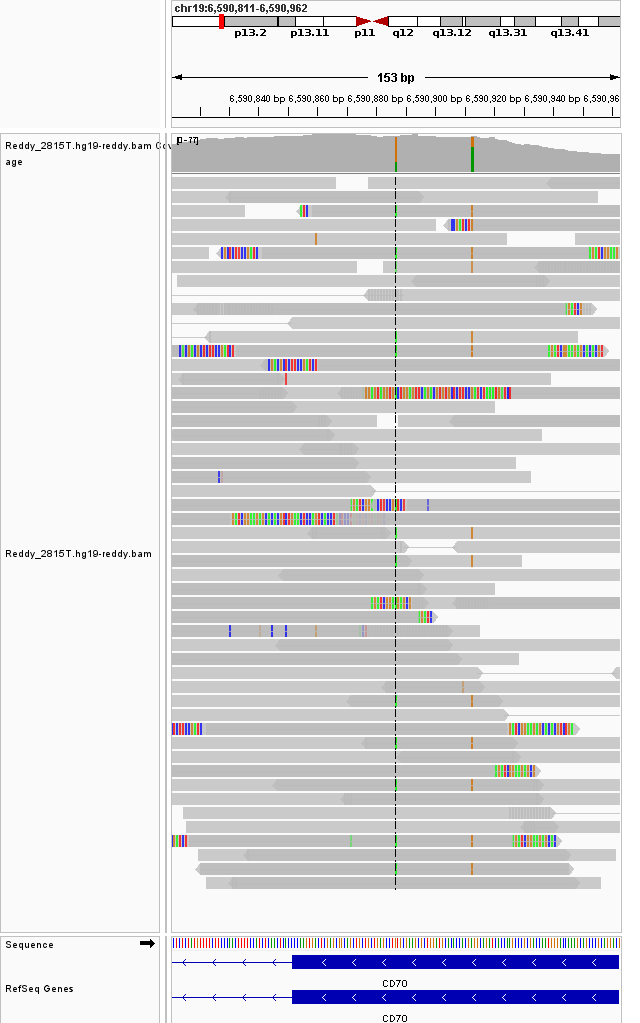 chr19:6,590,811-6,590,962
p13.2 p13.11 p11 q12 q13.12 q13.31 q13.41
153 bp
6,590,840 bp 6,590,860 bp 6,590,880 bp 6,590,900 bp 6,590,920 bp 6,590,940 bp 6,590,96
Reddy_2815T.hg19-reddy.bam Cov
age
[0 - 77]
Reddy_2815T.hg19-reddy.bam
Sequence
CD70
RefSeq Genes
CD70